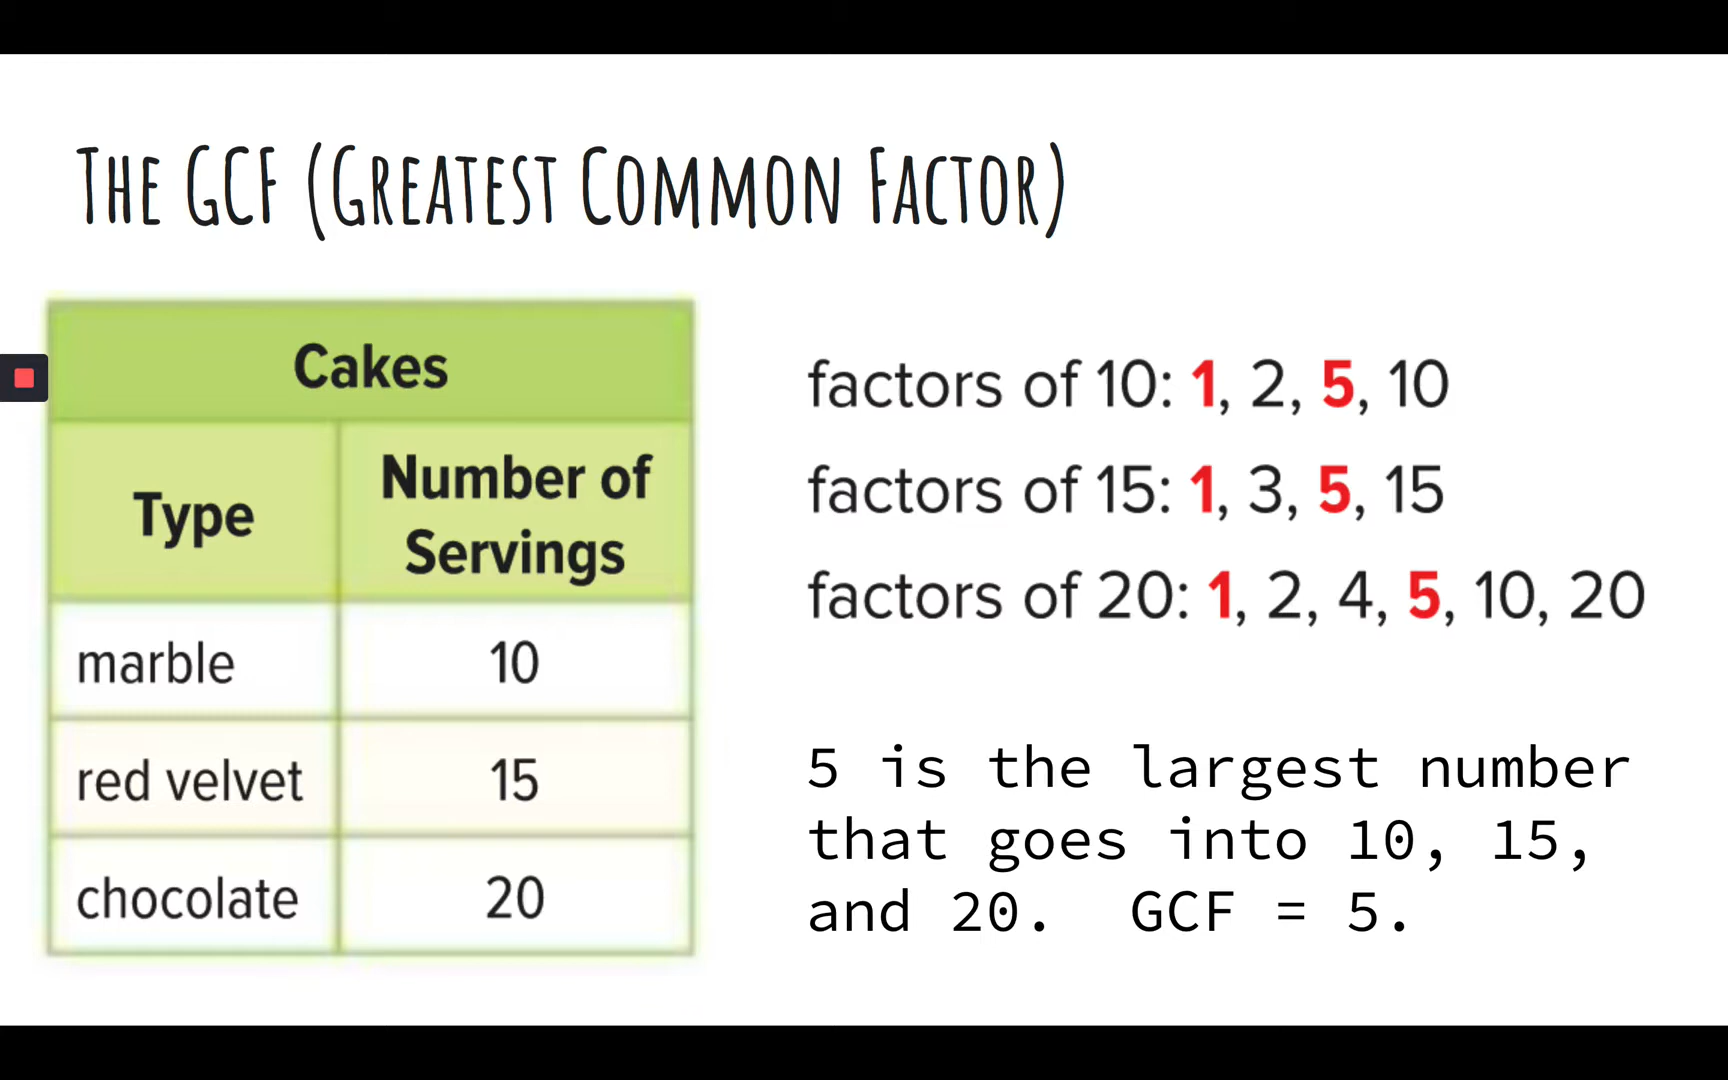 The GCF (Greatest Common Factor)
Cakes
Type
Number of
Servings
marble 10
red velvet 15
chocolate 20
factors of 10: 1, 2, 5, 10
factors of 15: 1, 3, 5, 15
factors of 20: 1, 2, 4, 5, 10, 20
5 is the largest number
that goes into 10, 15,
and 20.  GCF = 5.